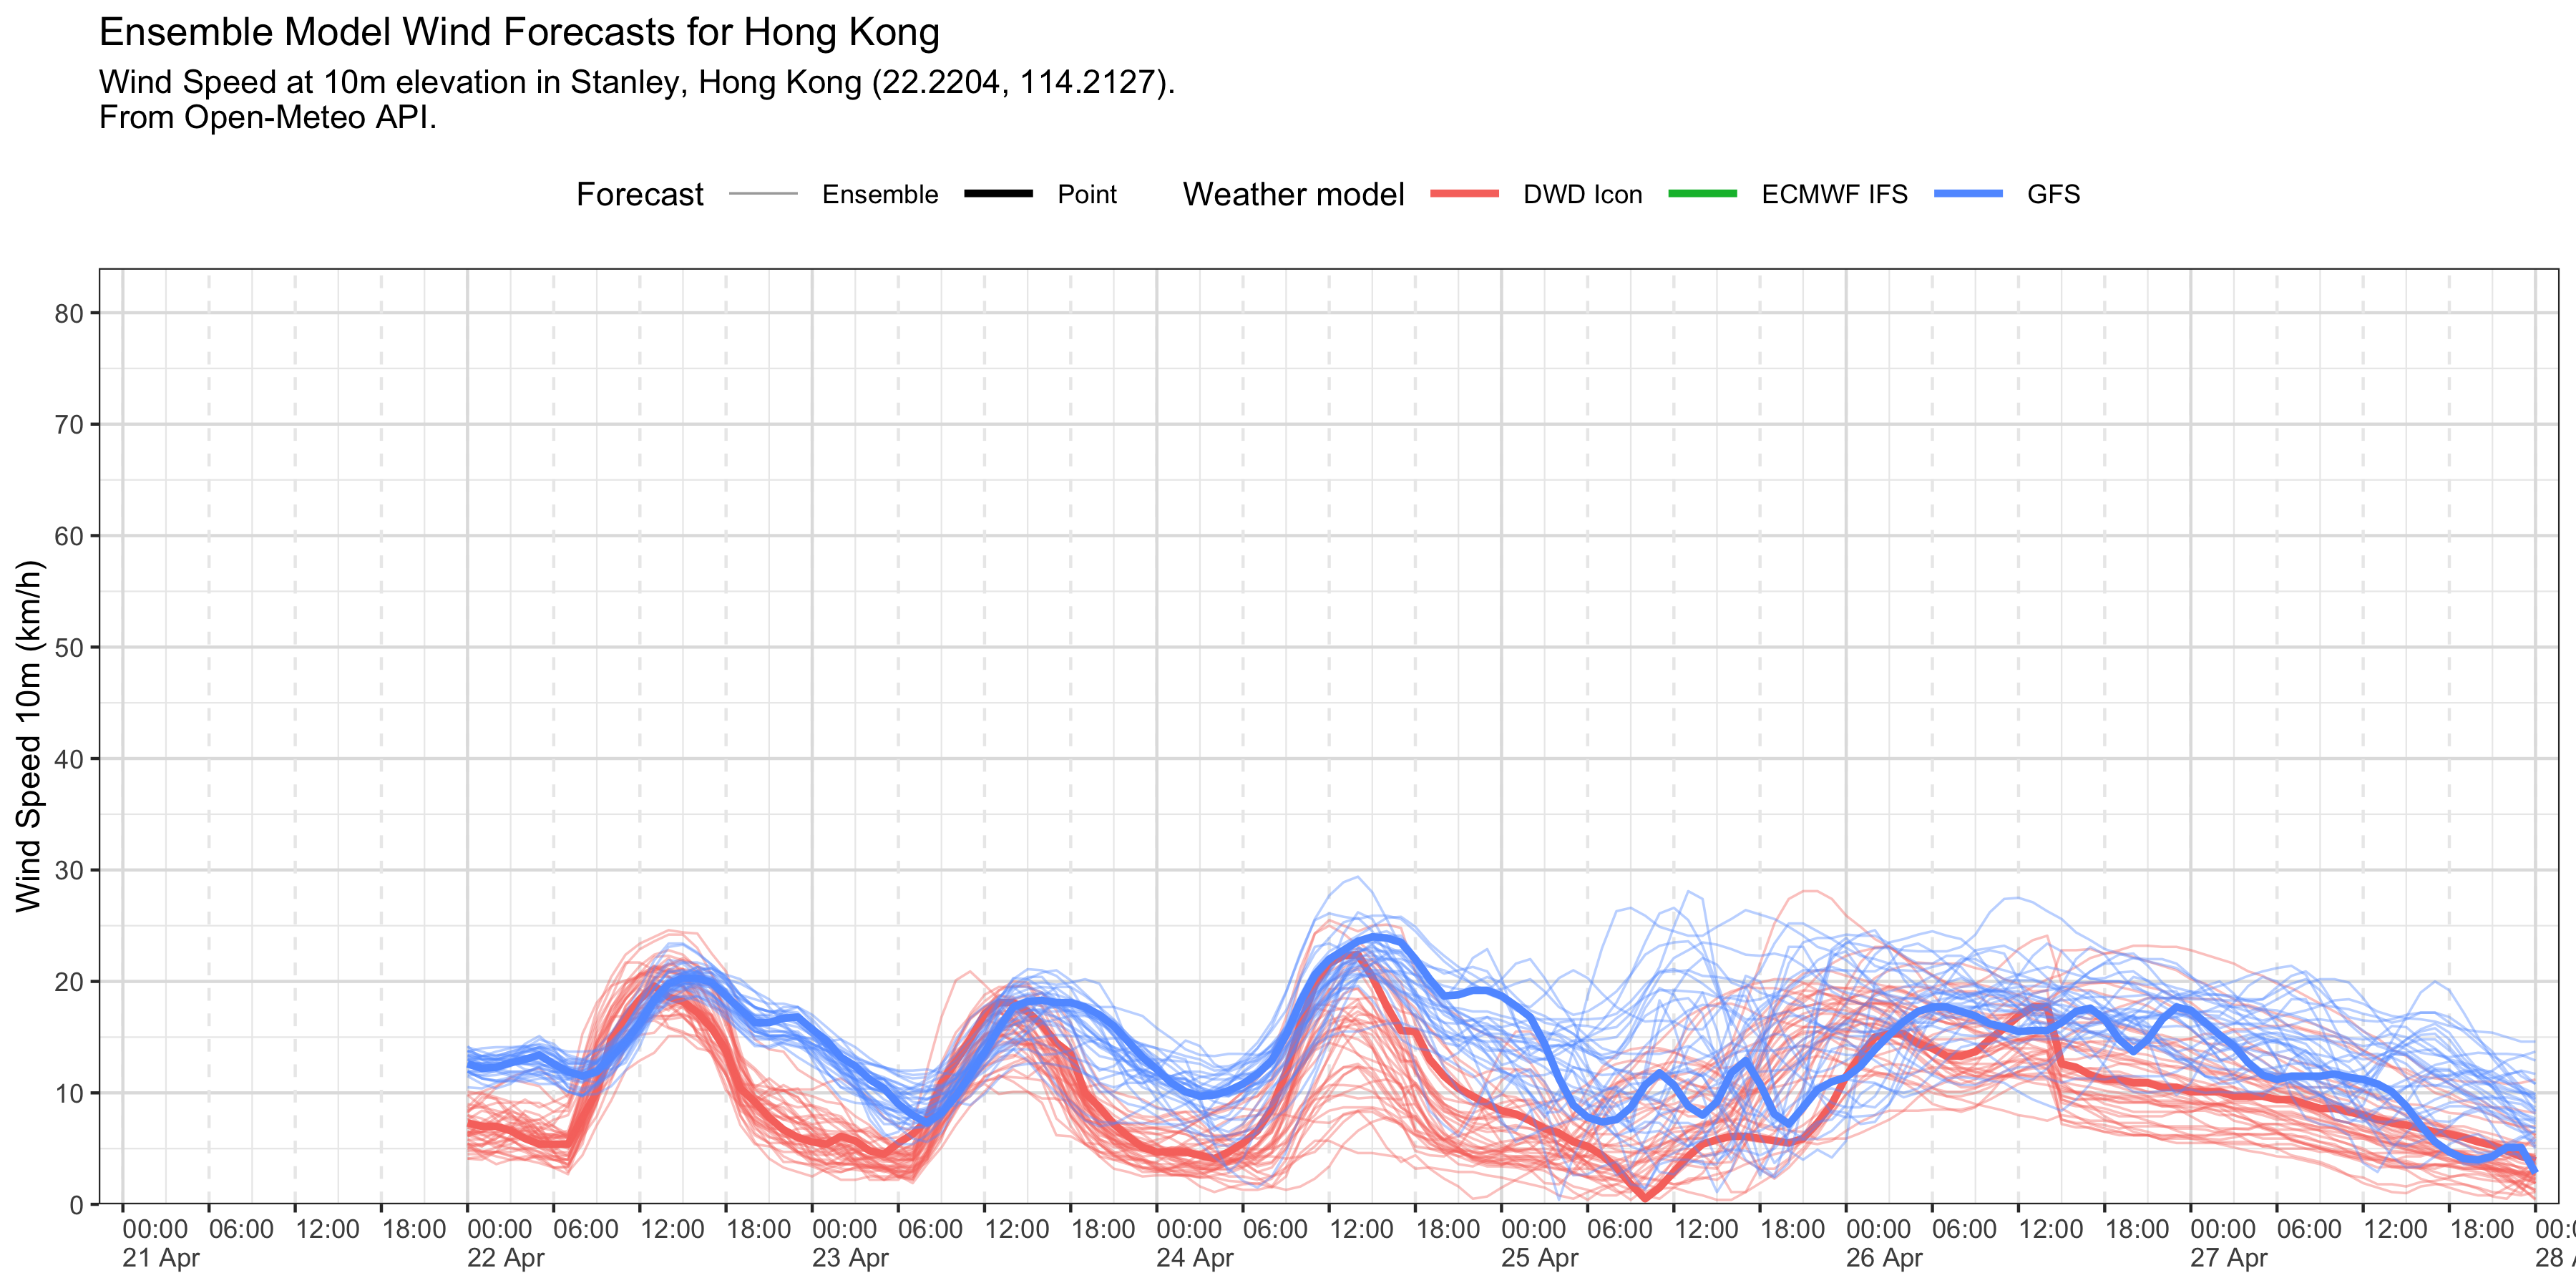 Ensemble Model Wind Forecasts for Hong Kong
Wind Speed at 10m elevation in Stanley, Hong Kong (22.2204, 114.2127).
From Open-Meteo API.
Forecast Ensemble Point Weather model DWD Icon ECMWF IFS GFS
Wind Speed 10m (km/h)
80
70
60
50
40
30
20
10
0
00:00 06:00 12:00 18:00 00:00 06:00 12:00 18:00 00:00 06:00 12:00 18:00 00:00 06:00 12:00 18:00 00:00 06:00 12:00 18:00 00:00 06:00 12:00 18:00 00:00 06:00 12:00 18:00
21 Apr 22 Apr 23 Apr 24 Apr 25 Apr 26 Apr 27 Apr 28